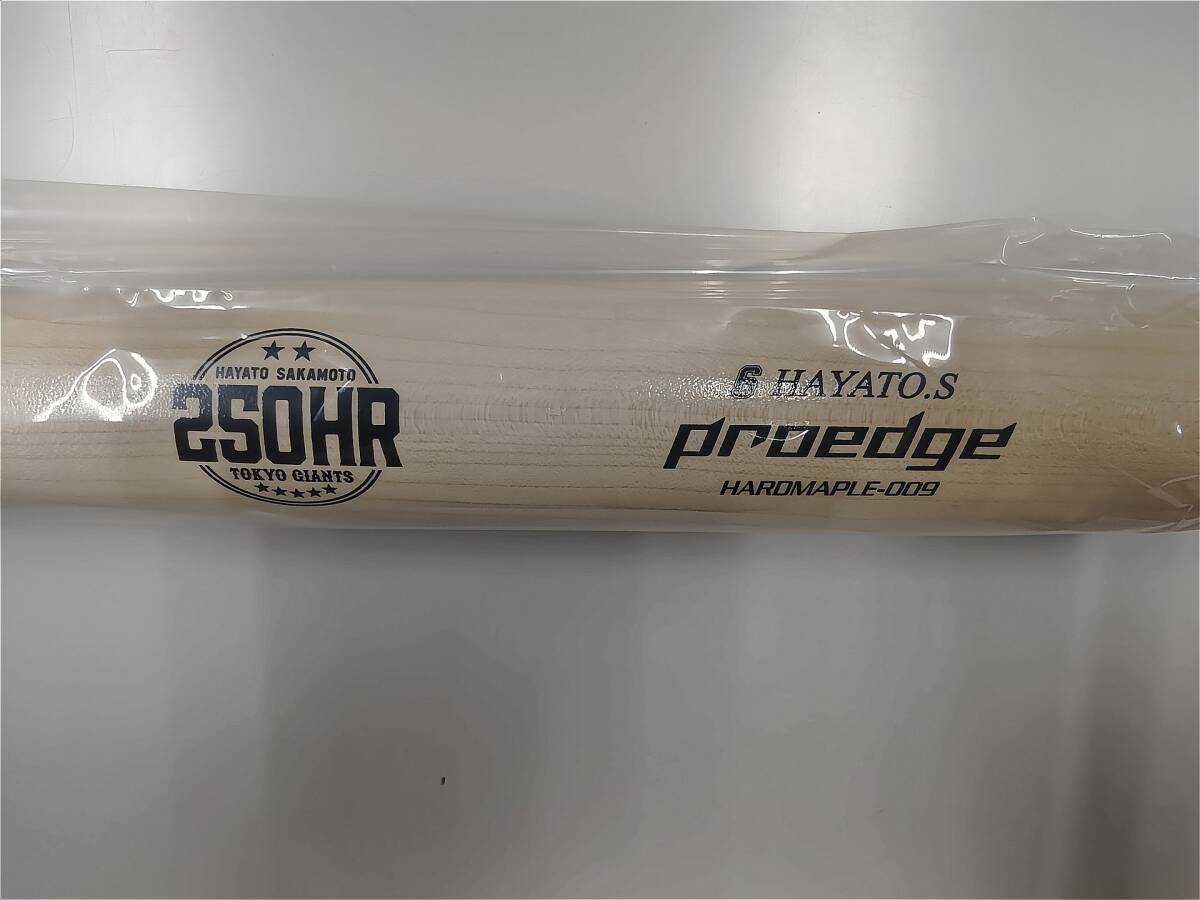 HAYATO SAKAMOTO
250HR
TOKYO GIANTS
6 HAYATO.S
proedge
HARDMAPLE-009